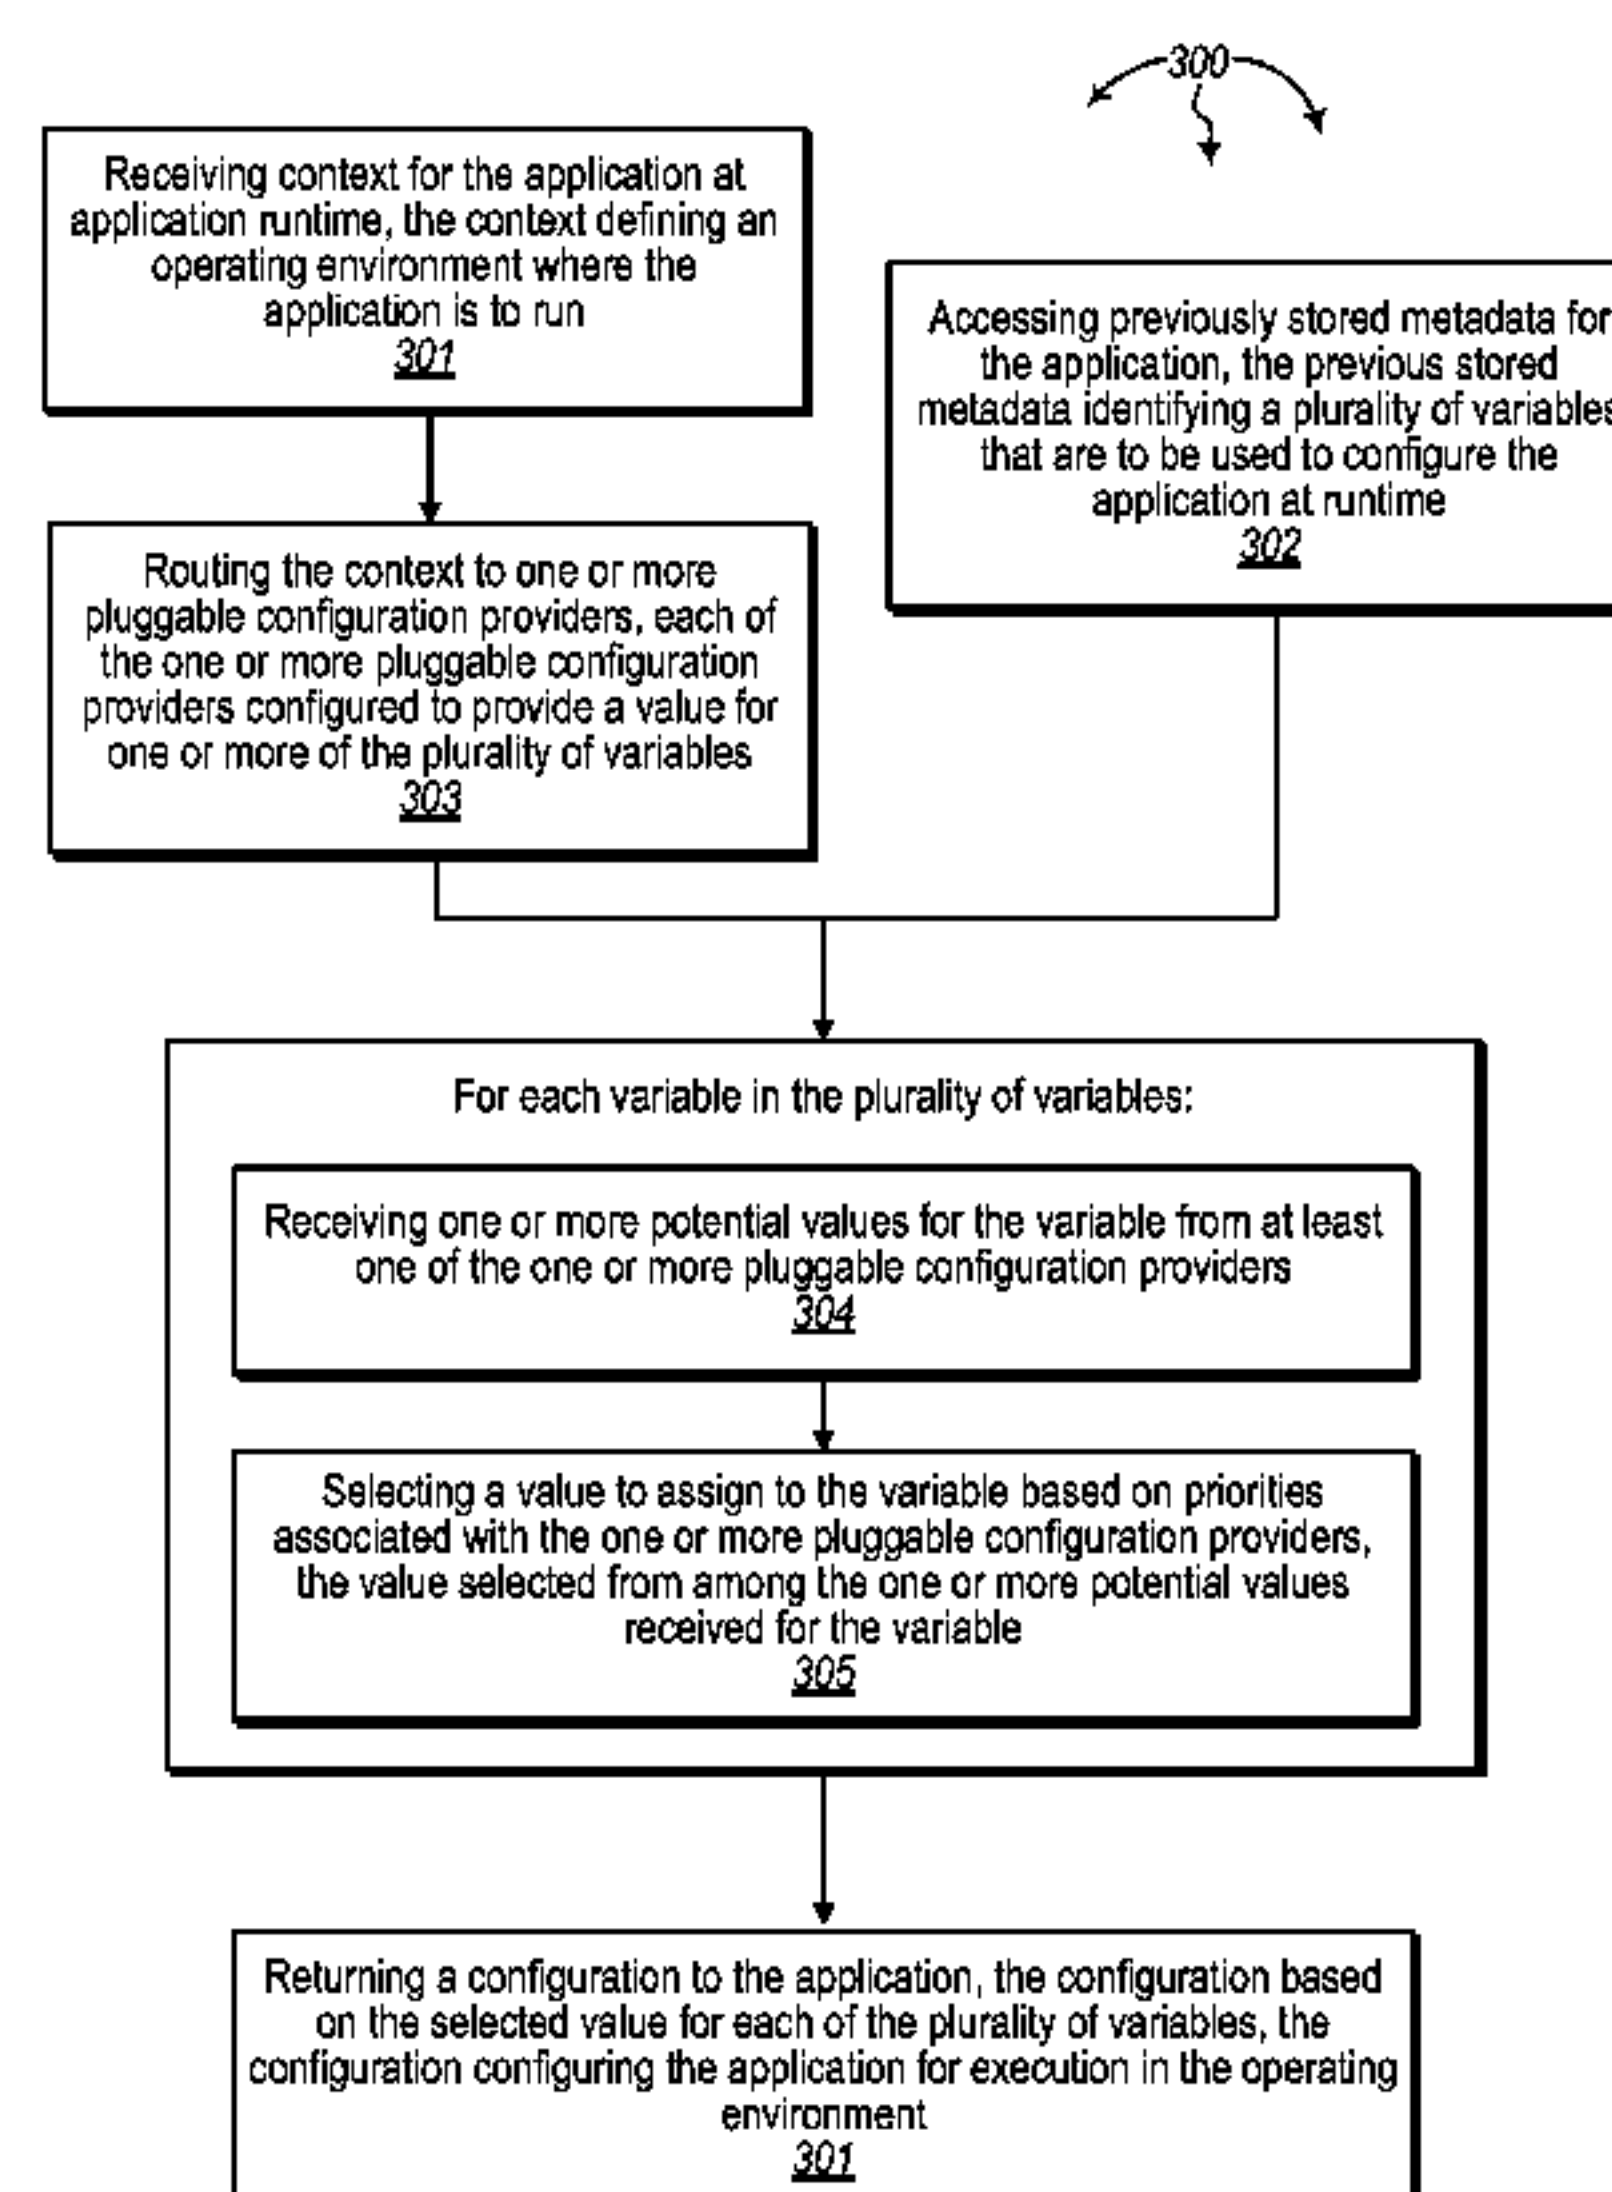 300
Receiving context for the application at
application runtime, the context defining an
operating environment where the
application is to run
301
Accessing previously stored metadata for
the application, the previous stored
metadata identifying a plurality of variables
that are to be used to configure the
application at runtime
302
Routing the context to one or more
pluggable configuration providers, each of
the one or more pluggable configuration
providers configured to provide a value for
one or more of the plurality of variables
303
For each variable in the plurality of variables:
Receiving one or more potential values for the variable from at least
one of the one or more pluggable configuration providers
304
Selecting a value to assign to the variable based on priorities
associated with the one or more pluggable configuration providers,
the value selected from among the one or more potential values
received for the variable
305
Returning a configuration to the application, the configuration based
on the selected value for each of the plurality of variables, the
configuration configuring the application for execution in the operating
environment
301